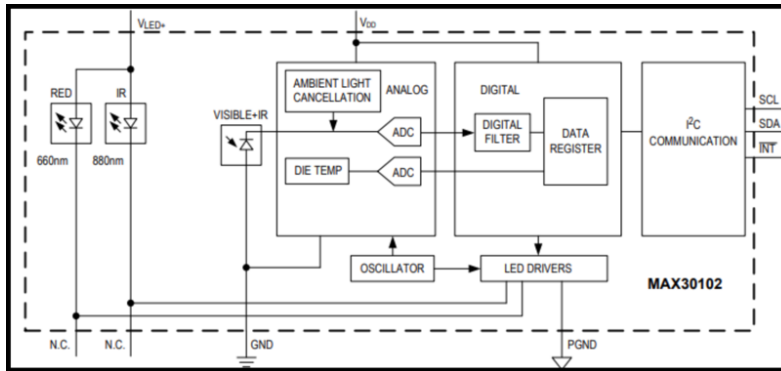 VLED+
VDD
RED
IR
660nm
880nm
VISIBLE+IR
AMBIENT LIGHT
CANCELLATION
ANALOG
ADC
DIE TEMP
ADC
DIGITAL
DIGITAL
FILTER
DATA
REGISTER
I²C
COMMUNICATION
SCL
SDA
INT
OSCILLATOR
LED DRIVERS
MAX30102
N.C.
N.C.
GND
PGND